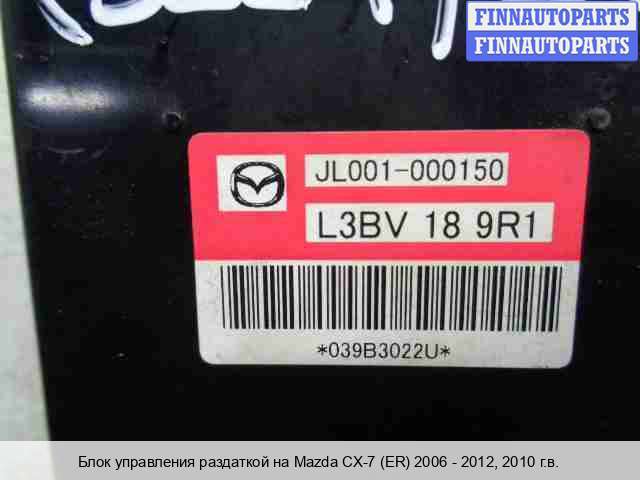 FINNAUTOPARTS
FINNAUTOPARTS
JL001-000150
L3BV 18 9R1
*039B3022U*
Блок управления раздаткой на Mazda CX-7 (ER) 2006 - 2012, 2010 г.в.